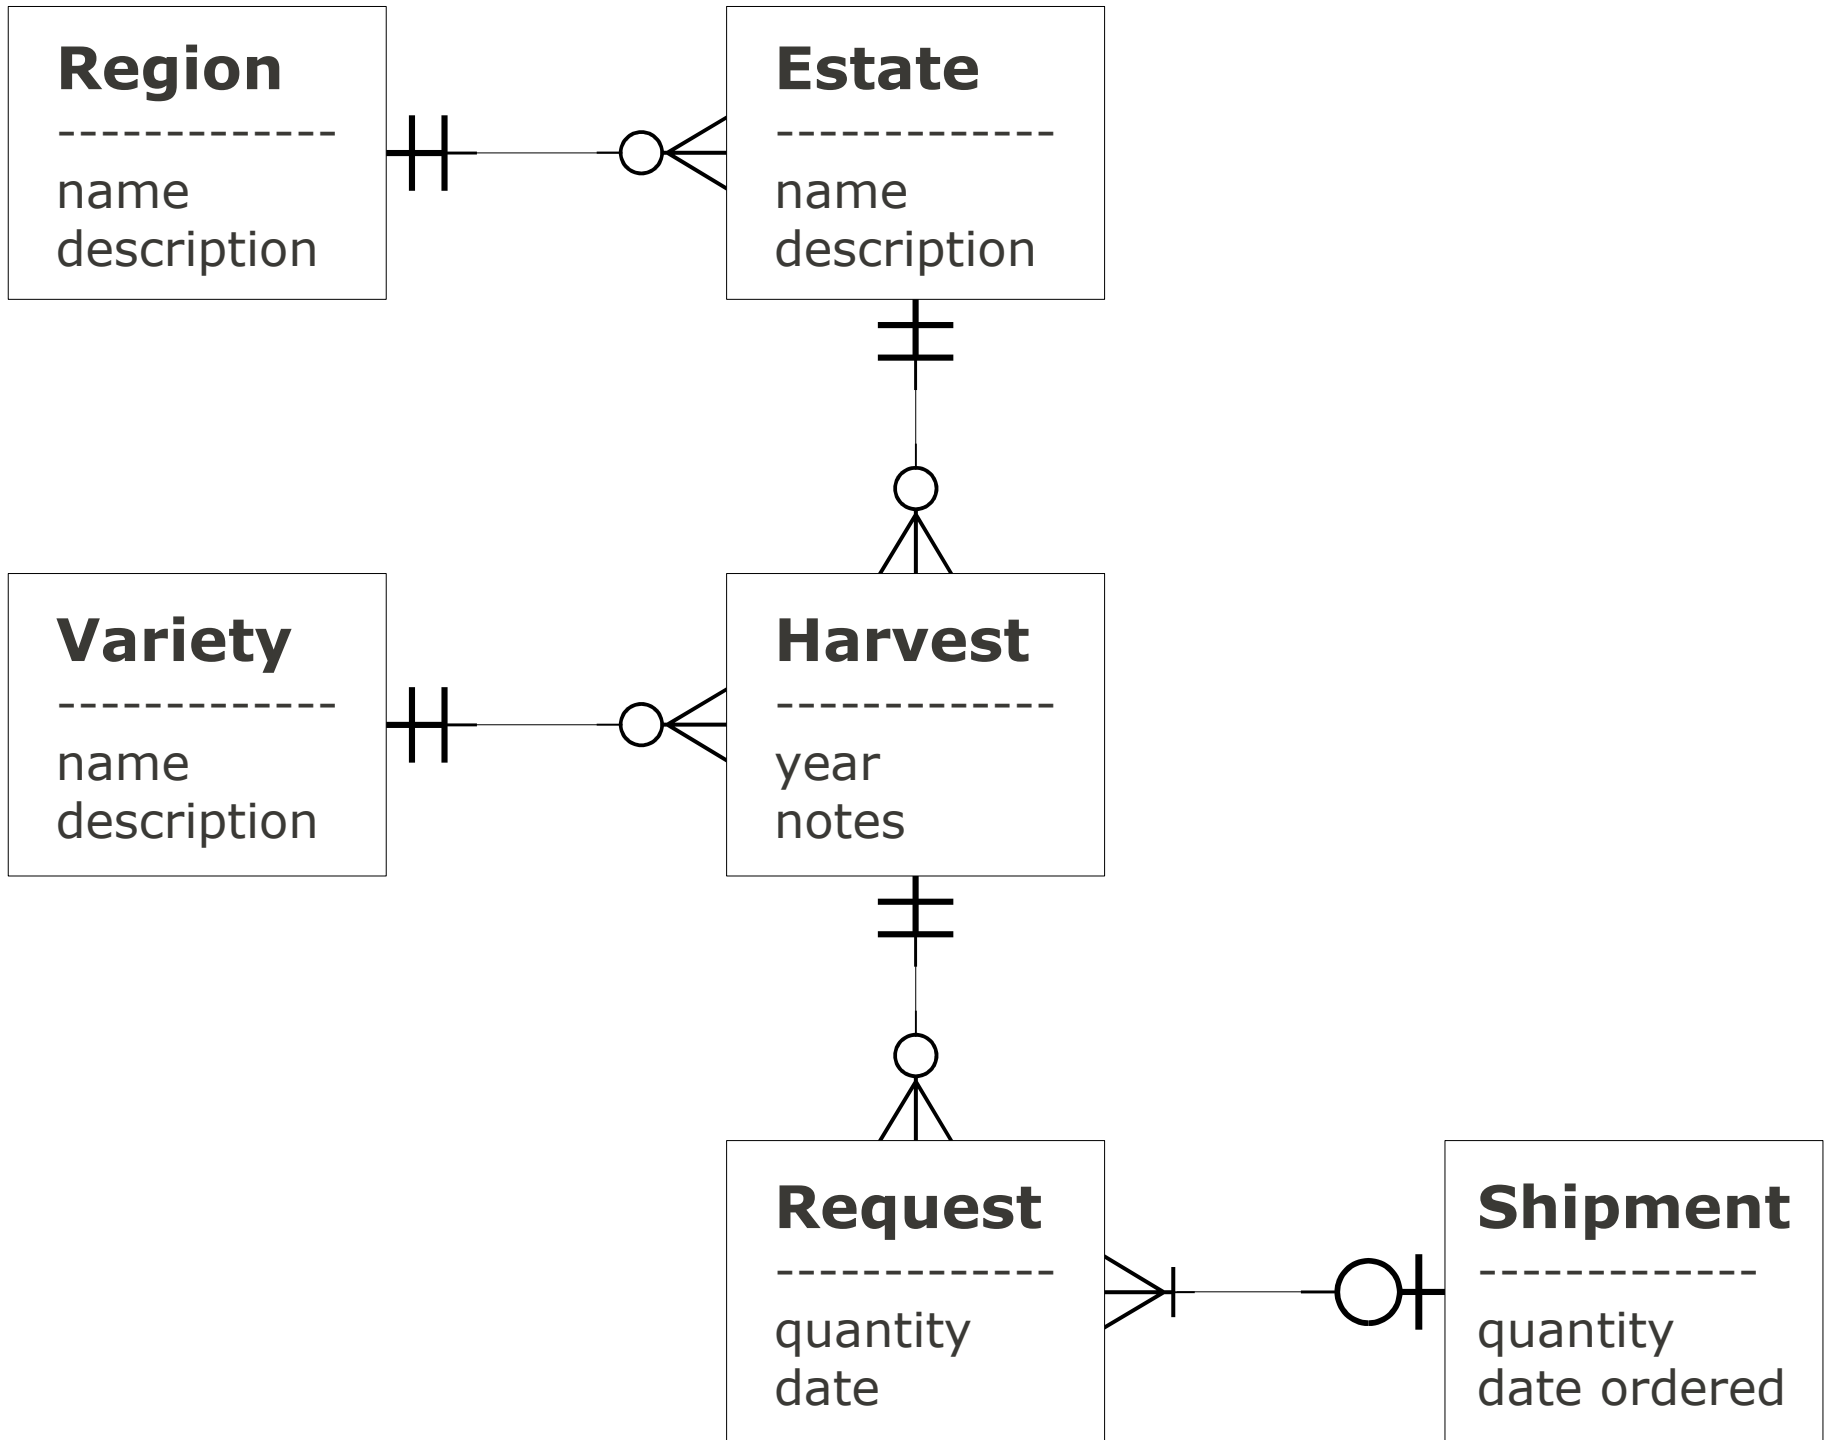 Region
-------------
name
description
Estate
-------------
name
description
Variety
-------------
name
description
Harvest
-------------
year
notes
Request
-------------
quantity
date
Shipment
-------------
quantity
date ordered